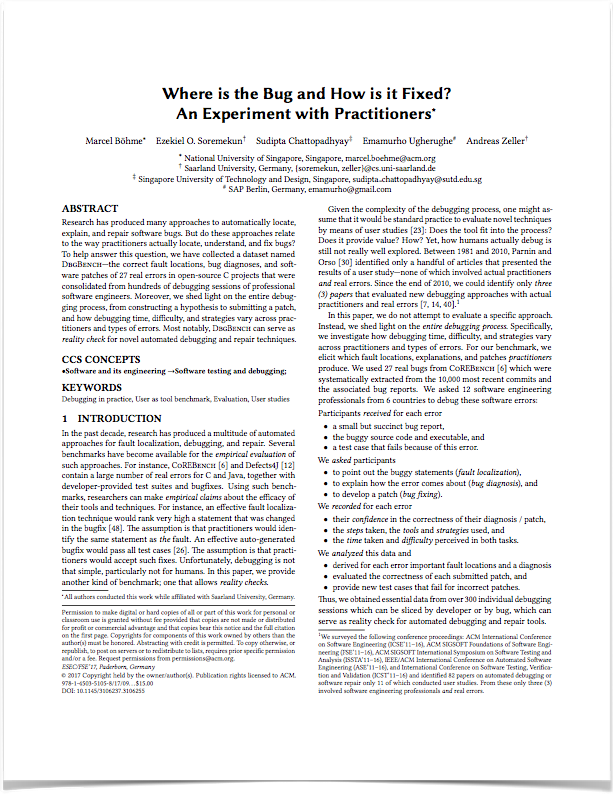 Where is the Bug and How is it Fixed?
An Experiment with Practitioners*
Marcel Böhme* Ezekiel O. Soremekun† Sudipta Chattopadhyay‡ Emamurho Ugherughe# Andreas Zeller†
* National University of Singapore, Singapore, marcel.boehme@acm.org
† Saarland University, Germany, {soremekun, zeller}@cs.uni-saarland.de
‡ Singapore University of Technology and Design, Singapore, sudipta_chattopadhyay@sutd.edu.sg
# SAP Berlin, Germany, emamurho@gmail.com
ABSTRACT
Research has produced many approaches to automatically locate,
explain, and repair software bugs. But do these approaches relate
to the way practitioners actually locate, understand, and fix bugs?
To help answer this question, we have collected a dataset named
DBGBENCH—the correct fault locations, bug diagnoses, and soft-
ware patches of 27 real errors in open-source C projects that were
consolidated from hundreds of debugging sessions of professional
software engineers. Moreover, we shed light on the entire debug-
ging process, from constructing a hypothesis to submitting a patch,
and how debugging time, difficulty, and strategies vary across prac-
titioners and types of errors. Most notably, DBGBENCH can serve as
reality check for novel automated debugging and repair techniques.
CCS CONCEPTS
•Software and its engineering →Software testing and debugging;
KEYWORDS
Debugging in practice, User as tool benchmark, Evaluation, User studies
1 INTRODUCTION
In the past decade, research has produced a multitude of automated
approaches for fault localization, debugging, and repair. Several
benchmarks have become available for the empirical evaluation of
such approaches. For instance, COREBENCH [6] and Defects4J [12]
contain a large number of real errors for C and Java, together with
developer-provided test suites and bugfixes. Using such bench-
marks, researchers can make empirical claims about the efficacy of
their tools and techniques. For instance, an effective fault localiza-
tion technique would rank very high a statement that was changed
in the bugfix [48]. The assumption is that practitioners would iden-
tify the same statement as the fault. An effective auto-generated
bugfix would pass all test cases [26]. The assumption is that practi-
tioners would accept such fixes. Unfortunately, debugging is not
that simple, particularly not for humans. In this paper, we provide
another kind of benchmark; one that allows reality checks.
*All authors conducted this work while affiliated with Saarland University, Germany.
Permission to make digital or hard copies of all or part of this work for personal or
classroom use is granted without fee provided that copies are not made or distributed
for profit or commercial advantage and that copies bear this notice and the full citation
on the first page. Copyrights for components of this work owned by others than the
author(s) must be honored. Abstracting with credit is permitted. To copy otherwise, or
republish, to post on servers or to redistribute to lists, requires prior specific permission
and/or a fee. Request permissions from permissions@acm.org.
ESEC/FSE'17, Paderborn, Germany
© 2017 Copyright held by the owner/author(s). Publication rights licensed to ACM.
978-1-4503-5105-8/17/09...$15.00
DOI: 10.1145/3106237.3106255
Given the complexity of the debugging process, one might as-
sume that it would be standard practice to evaluate novel techniques
by means of user studies [23]: Does the tool fit into the process?
Does it provide value? How? Yet, how humans actually debug is
still not really well explored. Between 1981 and 2010, Parnin and
Orso [30] identified only a handful of articles that presented the
results of a user study—none of which involved actual practitioners
and real errors. Since the end of 2010, we could identify only three
(3) papers that evaluated new debugging approaches with actual
practitioners and real errors [7, 14, 40].1
In this paper, we do not attempt to evaluate a specific approach.
Instead, we shed light on the entire debugging process. Specifically,
we investigate how debugging time, difficulty, and strategies vary
across practitioners and types of errors. For our benchmark, we
elicit which fault locations, explanations, and patches practitioners
produce. We used 27 real bugs from COREBENCH [6] which were
systematically extracted from the 10,000 most recent commits and
the associated bug reports. We asked 12 software engineering
professionals from 6 countries to debug these software errors:
Participants received for each error
• a small but succinct bug report,
• the buggy source code and executable, and
• a test case that fails because of this error.
We asked participants
• to point out the buggy statements (fault localization),
• to explain how the error comes about (bug diagnosis), and
• to develop a patch (bug fixing).
We recorded for each error
• their confidence in the correctness of their diagnosis / patch,
• the steps taken, the tools and strategies used, and
• the time taken and difficulty perceived in both tasks.
We analyzed this data and
• derived for each error important fault locations and a diagnosis
• evaluated the correctness of each submitted patch, and
• provide new test cases that fail for incorrect patches.
Thus, we obtained essential data from over 300 individual debugging
sessions which can be sliced by developer or by bug, which can
serve as reality check for automated debugging and repair tools.
1We surveyed the following conference proceedings: ACM International Conference
on Software Engineering (ICSE'11–16), ACM SIGSOFT Foundations of Software Engi-
neering (FSE'11–16), ACM SIGSOFT International Symposium on Software Testing and
Analysis (ISSTA'11–16), IEEE/ACM International Conference on Automated Software
Engineering (ASE'11–16), and International Conference on Software Testing, Verifica-
tion and Validation (ICST'11–16) and identified 82 papers on automated debugging or
software repair only 11 of which conducted user studies. From these only three (3)
involved software engineering professionals and real errors.